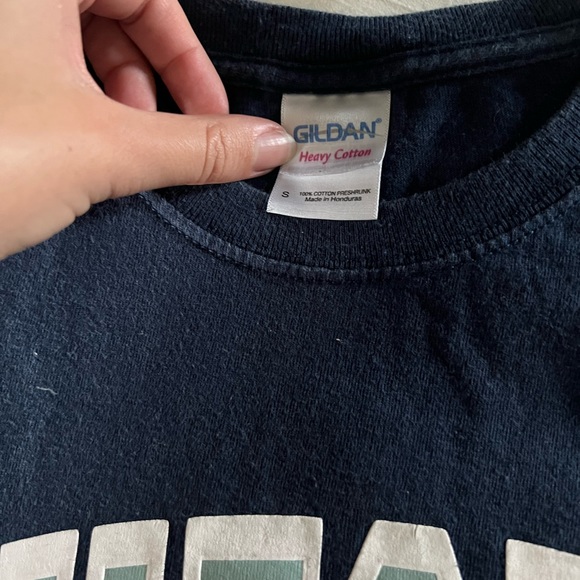 GILDAN®
Heavy Cotton
S 100% COTTON PRESHRUNK
Made in Honduras